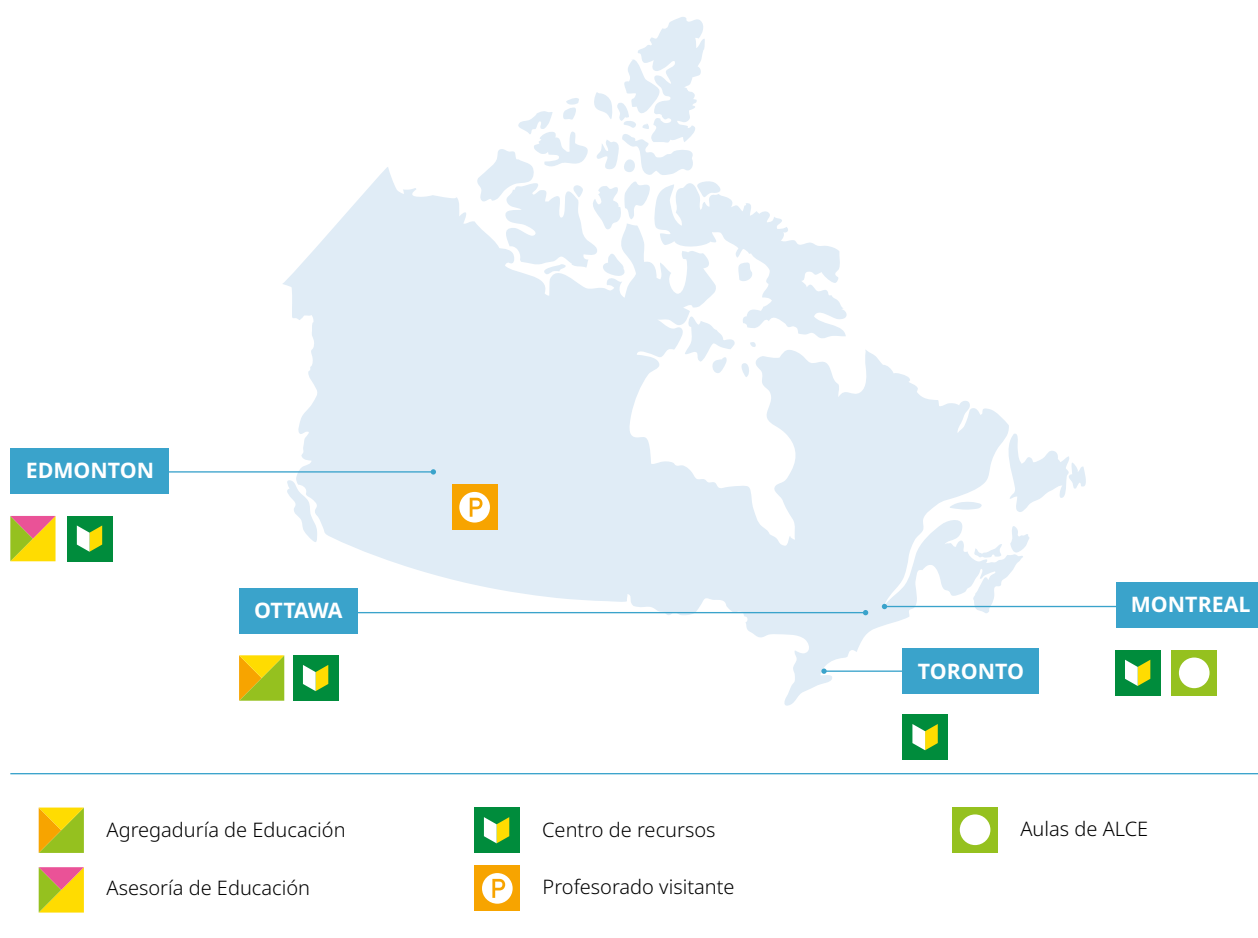 EDMONTON
P
OTTAWA
MONTREAL
TORONTO
Agregaduría de Educación
Centro de recursos
Aulas de ALCE
Asesoría de Educación
P
Profesorado visitante